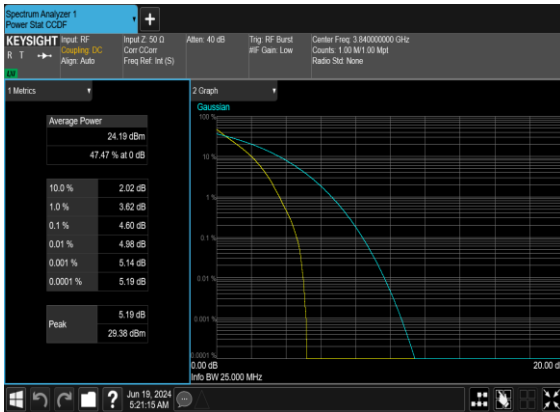 Spectrum Analyzer 1
Power Stat CCDF
+
KEYSIGHT
R T
LM
Input: RF
Coupling: DC
Align: Auto
Input Z: 50 Ω
Corr CCorr
Freq Ref: Int (S)
Atten: 40 dB
Trig: RF Burst
#IF Gain: Low
Center Freq: 3.840000000 GHz
Counts: 1.00 M/1.00 Mpt
Radio Std: None
1 Metrics
Average Power
24.19 dBm
47.47 % at 0 dB
10.0 % 2.02 dB
1.0 % 3.62 dB
0.1 % 4.60 dB
0.01 % 4.98 dB
0.001 % 5.14 dB
0.0001 % 5.19 dB
Peak
5.19 dB
29.38 dBm
2 Graph
Gaussian
100 %
10 %
1 %
0.1 %
0.01 %
0.001 %
0.0001 %
0.00 dB
20.00 d
Info BW 25.000 MHz
?
Jun 19, 2024
5:21:15 AM